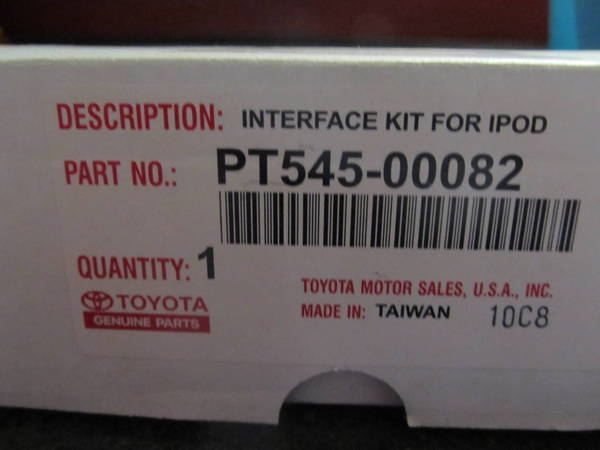 DESCRIPTION: INTERFACE KIT FOR IPOD
PART NO.: PT545-00082
QUANTITY: 1
TOYOTA
GENUINE PARTS
TOYOTA MOTOR SALES, U.S.A., INC.
MADE IN: TAIWAN 10C8